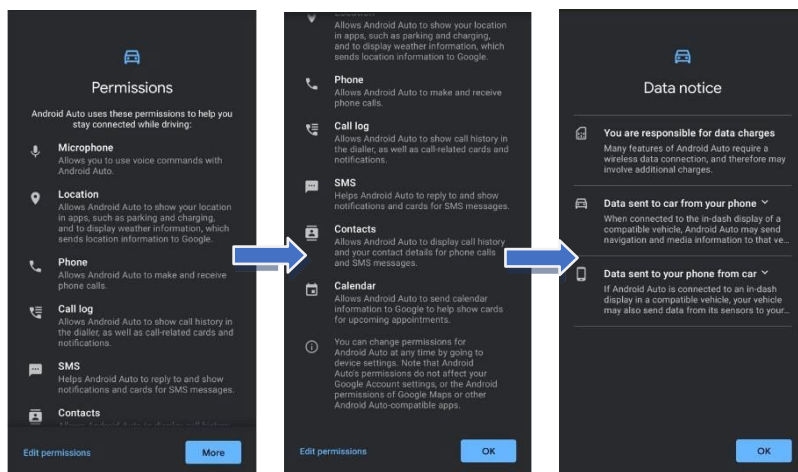 Permissions
Android Auto uses these permissions to help you
stay connected while driving:
Microphone
Allows you to use voice commands with
Android Auto.
Location
Allows Android Auto to show your location
in apps, such as parking and charging,
and to display weather information, which
sends location information to Google.
Phone
Allows Android Auto to make and receive
phone calls.
Call log
Allows Android Auto to show call history in
the dialler, as well as call-related cards and
notifications.
SMS
Helps Android Auto to reply to and show
notifications and cards for SMS messages.
Contacts
Edit permissions
More
Location
Allows Android Auto to show your location
in apps, such as parking and charging,
and to display weather information, which
sends location information to Google.
Phone
Allows Android Auto to make and receive
phone calls.
Call log
Allows Android Auto to show call history in
the dialler, as well as call-related cards and
notifications.
SMS
Helps Android Auto to reply to and show
notifications and cards for SMS messages.
Contacts
Allows Android Auto to display call history
and your contact details for phone calls
and SMS messages.
Calendar
Allows Android Auto to send calendar
information to Google to help show cards
for upcoming appointments.
You can change permissions for
Android Auto at any time by going to
device settings. Note that Android
Auto's permissions do not affect your
Google Account settings, or the Android
permissions of Google Maps or other
Android Auto-compatible apps.
Edit permissions
OK
Data notice
You are responsible for data charges
Many features of Android Auto require a
wireless data connection, and therefore may
involve additional charges.
Data sent to car from your phone
When connected to the in-dash display of a
compatible vehicle, Android Auto may send
navigation and media information to that ve...
Data sent to your phone from car
If Android Auto is connected to an in-dash
display in a compatible vehicle, your vehicle
may also send data from its sensors to your...
OK